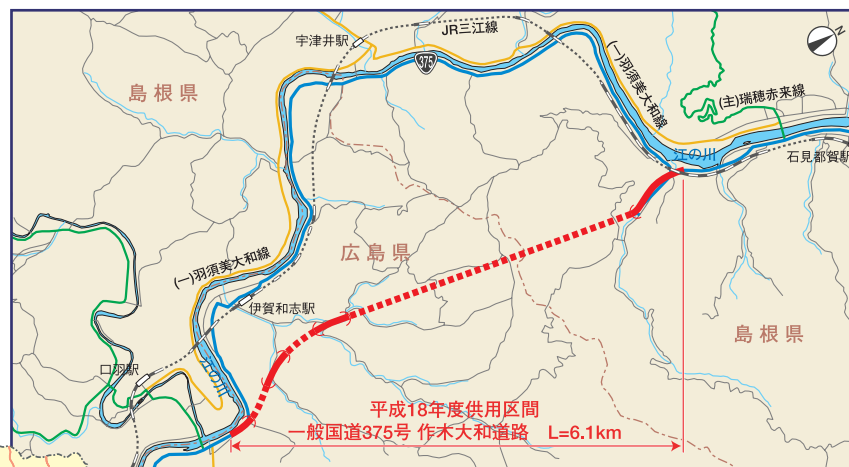 宇津井駅
JR三江線
N
375
(一)羽須美大和線
島根県
(主)瑞穂赤来線
江の川
石見都賀駅
広島県
(一)羽須美大和線
伊賀和志駅
島根県
口羽駅
江の川
平成18年度供用区間
一般国道375号 作木大和道路 L=6.1km